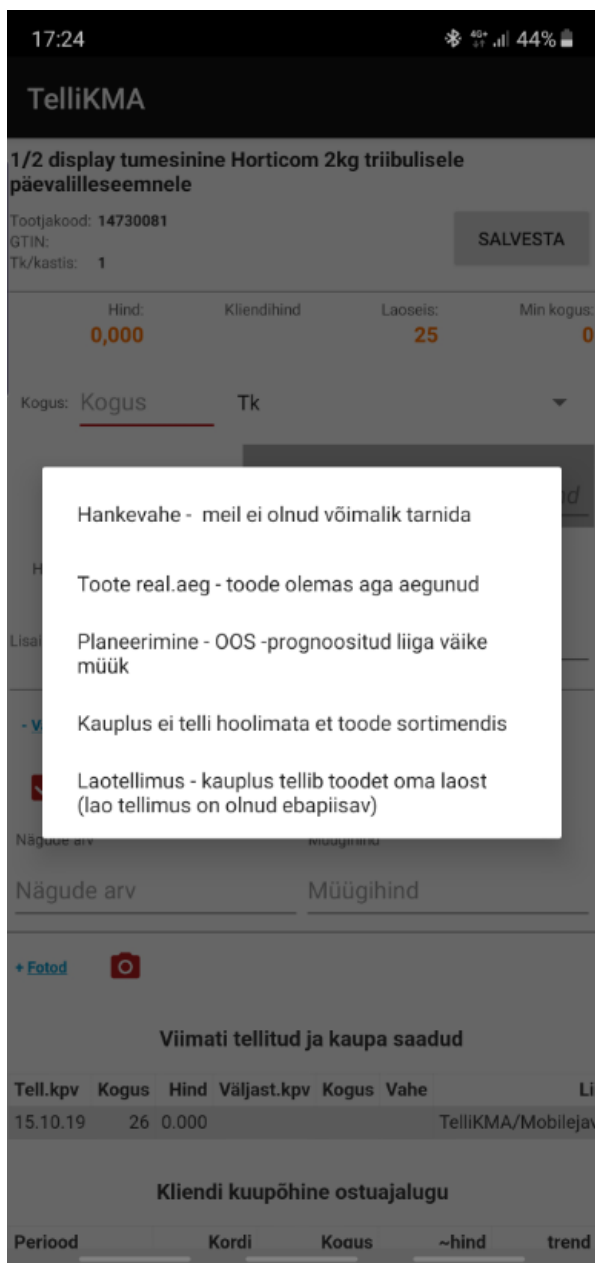 17:24
4G+
44%
TelliKMA
1/2 display tumesinine Horticom 2kg triibulisele
päevalilleseemnele
Tootjakood: 14730081
GTIN:
SALVESTA
Tk/kastis: 1
Hind: Kliendihind Laoseis: Min kogus:
0,000 25 0
Kogus: Kogus Tk
Hankevahe - meil ei olnud võimalik tarnida
Toote real.aeg - toode olemas aga aegunud
Planeerimine - OOS -prognoositud liiga väike
müük
Kauplus ei telli hoolimata et toode sortimendis
Laotellimus - kauplus tellib toodet oma laost
(lao tellimus on olnud ebapiisav)
Nägude arv Müügihind
Nägude arv Müügihind
+ Fotod
Viimati tellitud ja kaupa saadud
Tell.kpv Kogus Hind Väljast.kpv Kogus Vahe Li
15.10.19 26 0.000 TelliKMA/Mobilejav
Kliendi kuupõhine ostuajalugu
Periood Kordi Kogus ~hind trend